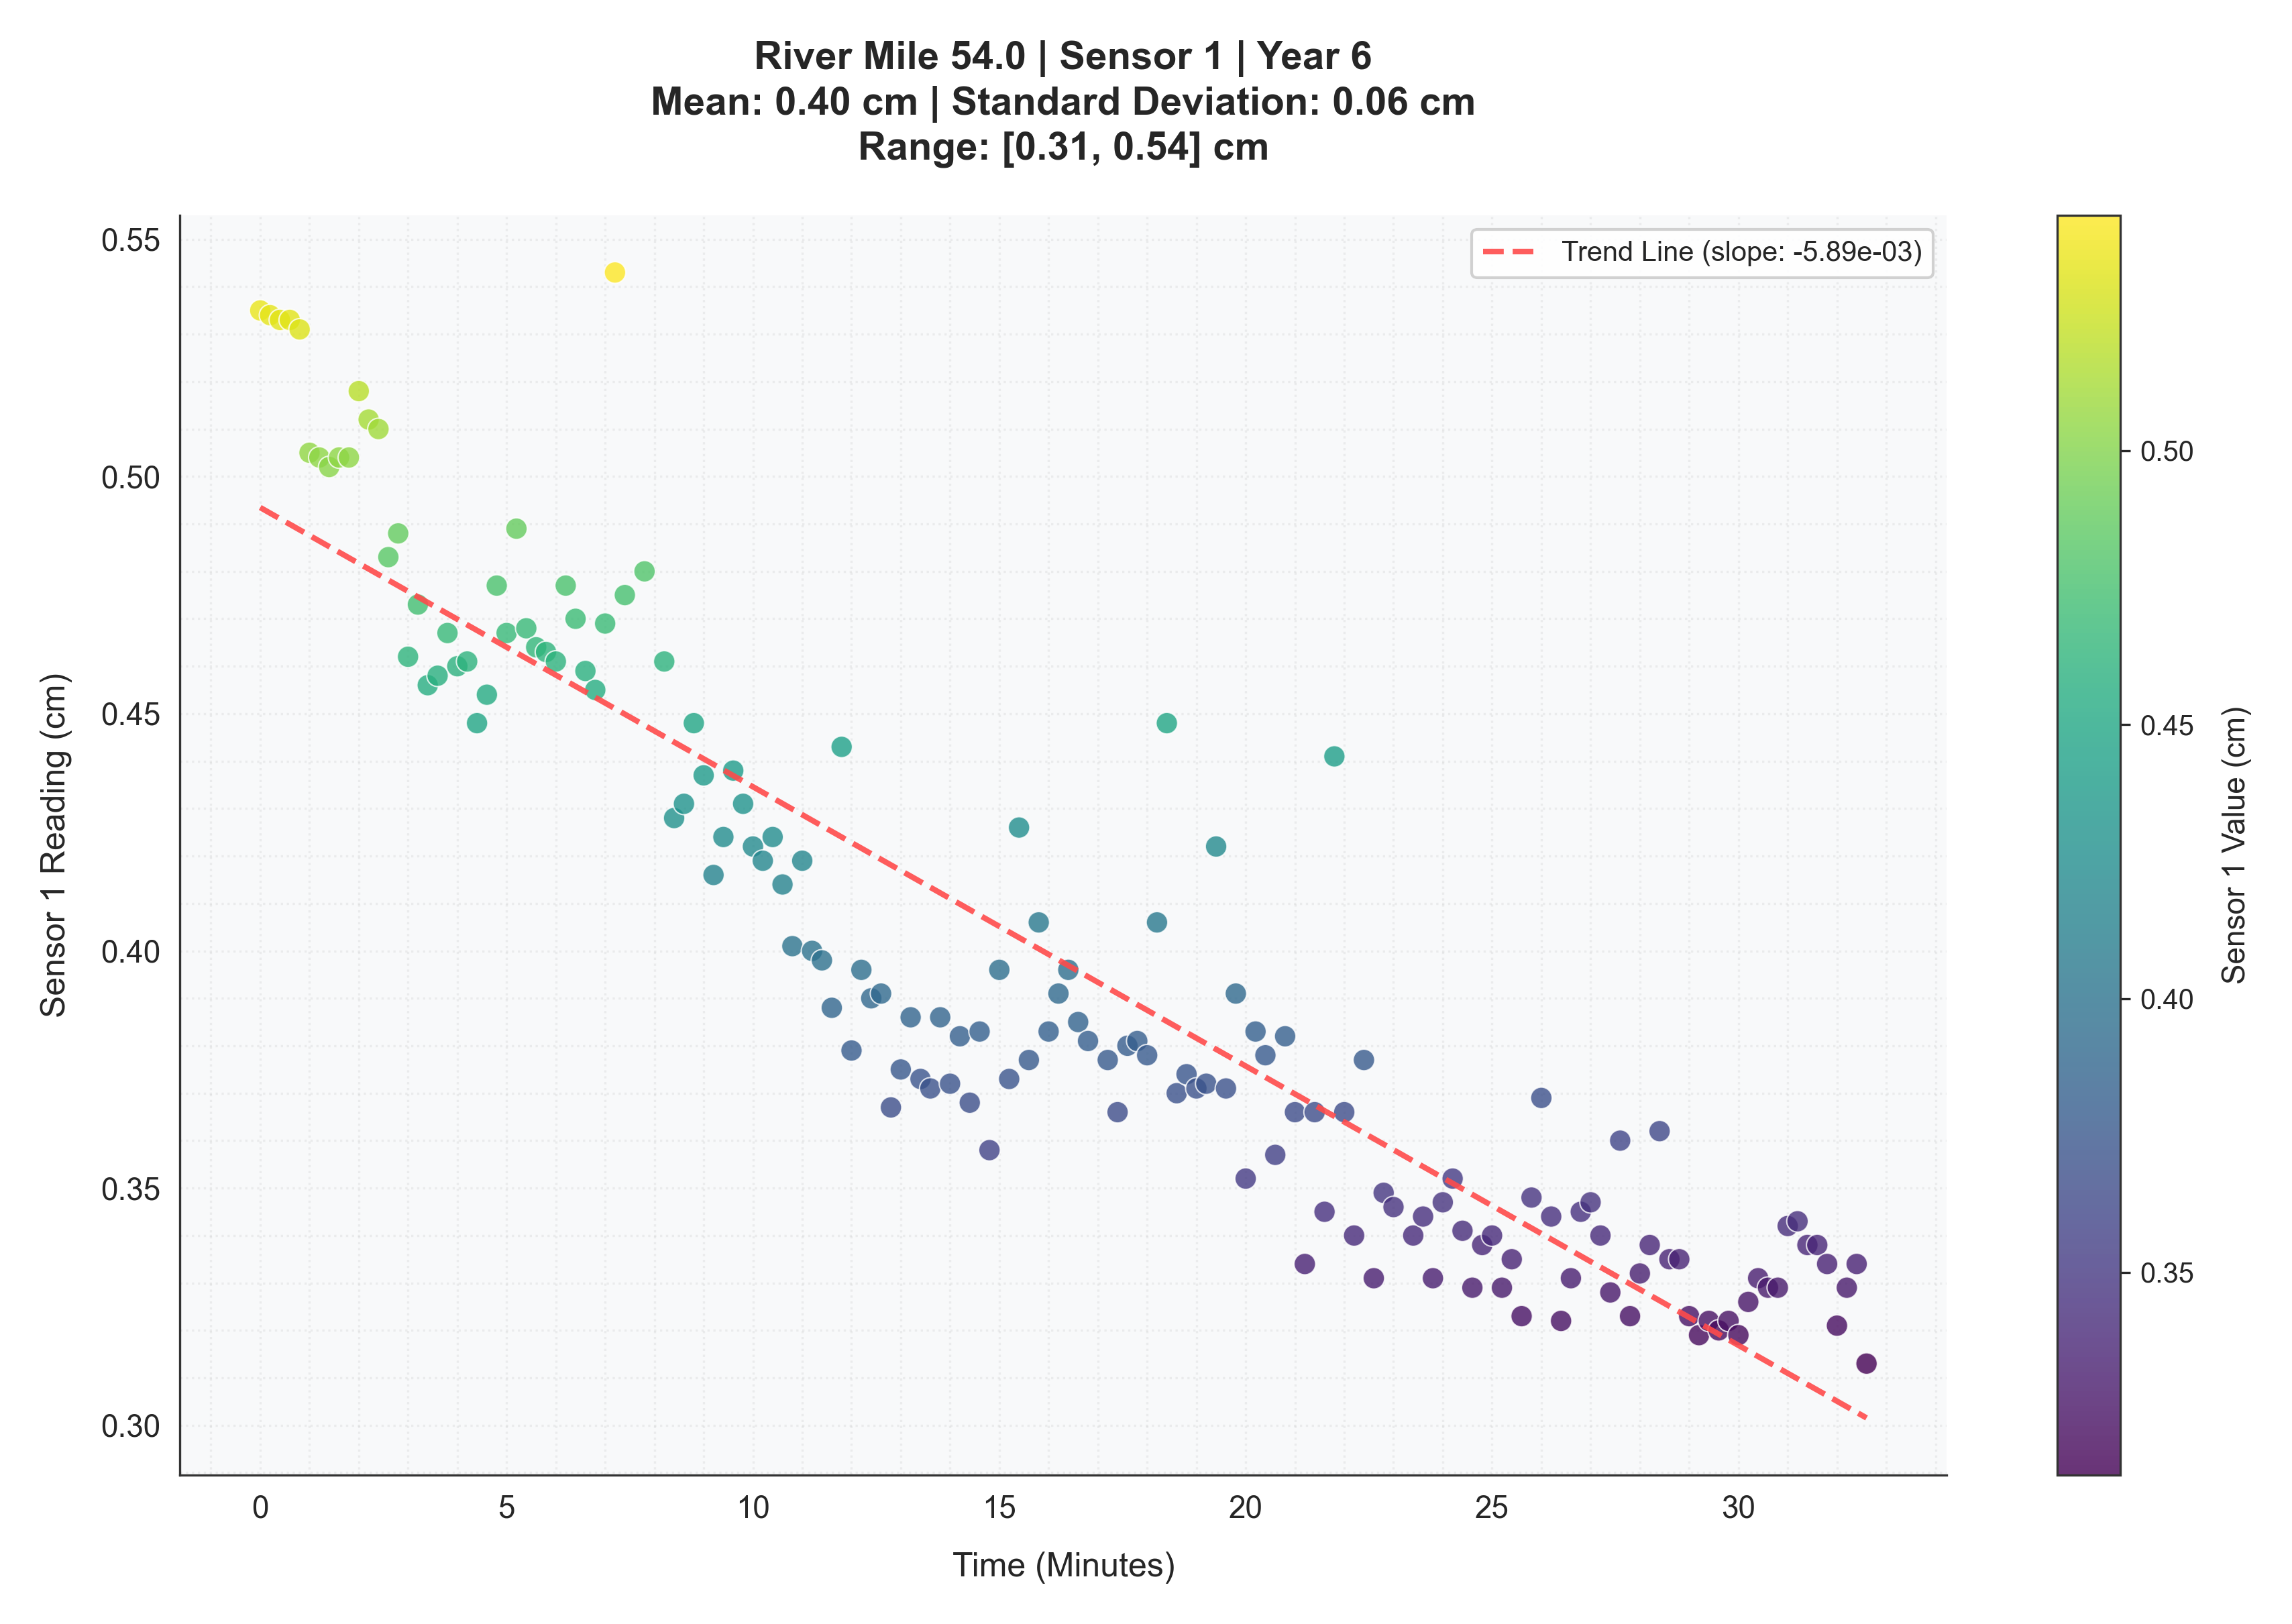 River Mile 54.0 | Sensor 1 | Year 6
Mean: 0.40 cm | Standard Deviation: 0.06 cm
Range: [0.31, 0.54] cm
Trend Line (slope: -5.89e-03)
Sensor 1 Reading (cm)
0.55
0.50
0.45
0.40
0.35
0.30
0
5
10
15
20
25
30
Time (Minutes)
0.50
0.45
0.40
0.35
Sensor 1 Value (cm)